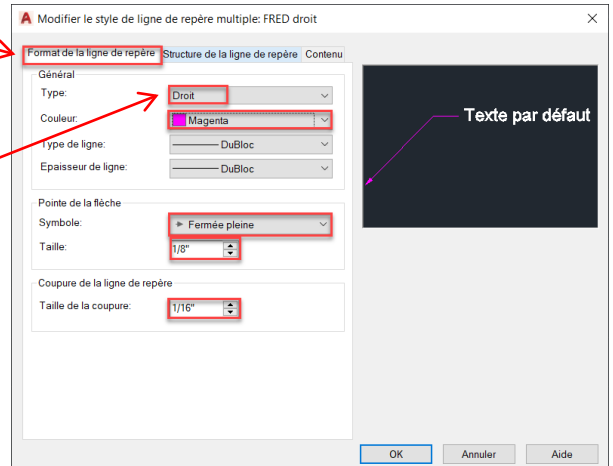 Modifier le style de ligne de repère multiple: FRED droit
Format de la ligne de repère Structure de la ligne de repère Contenu
Général
Type: Droit
Couleur: Magenta
Type de ligne: DuBloc
Epaisseur de ligne: DuBloc
Pointe de la flèche
Symbole: Fermée pleine
Taille: 1/8"
Coupure de la ligne de repère
Taille de la coupure: 1/16"
Texte par défaut
OK Annuler Aide